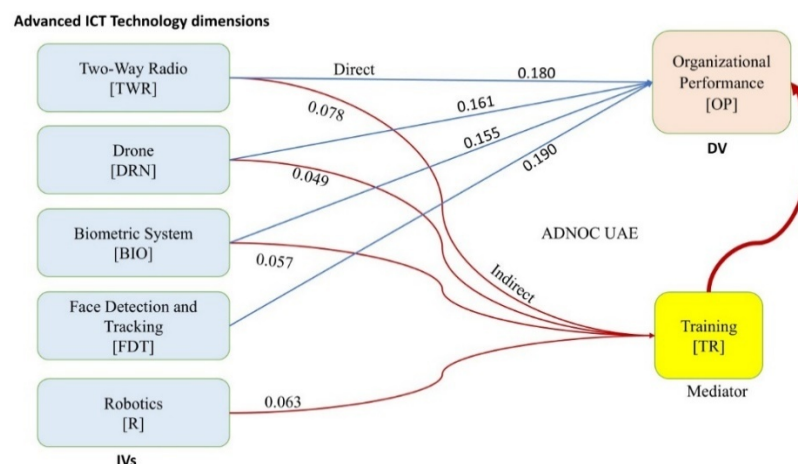 Advanced ICT Technology dimensions
Two-Way Radio
[TWR]
Direct
0.180
Organizational
Performance
[OP]
DV
0.078
0.161
Drone
[DRN]
0.155
0.049
0.190
Biometric System
[BIO]
0.057
ADNOC UAE
Indirect
Face Detection and
Tracking
[FDT]
Training
[TR]
Mediator
Robotics
[R]
0.063
IVs